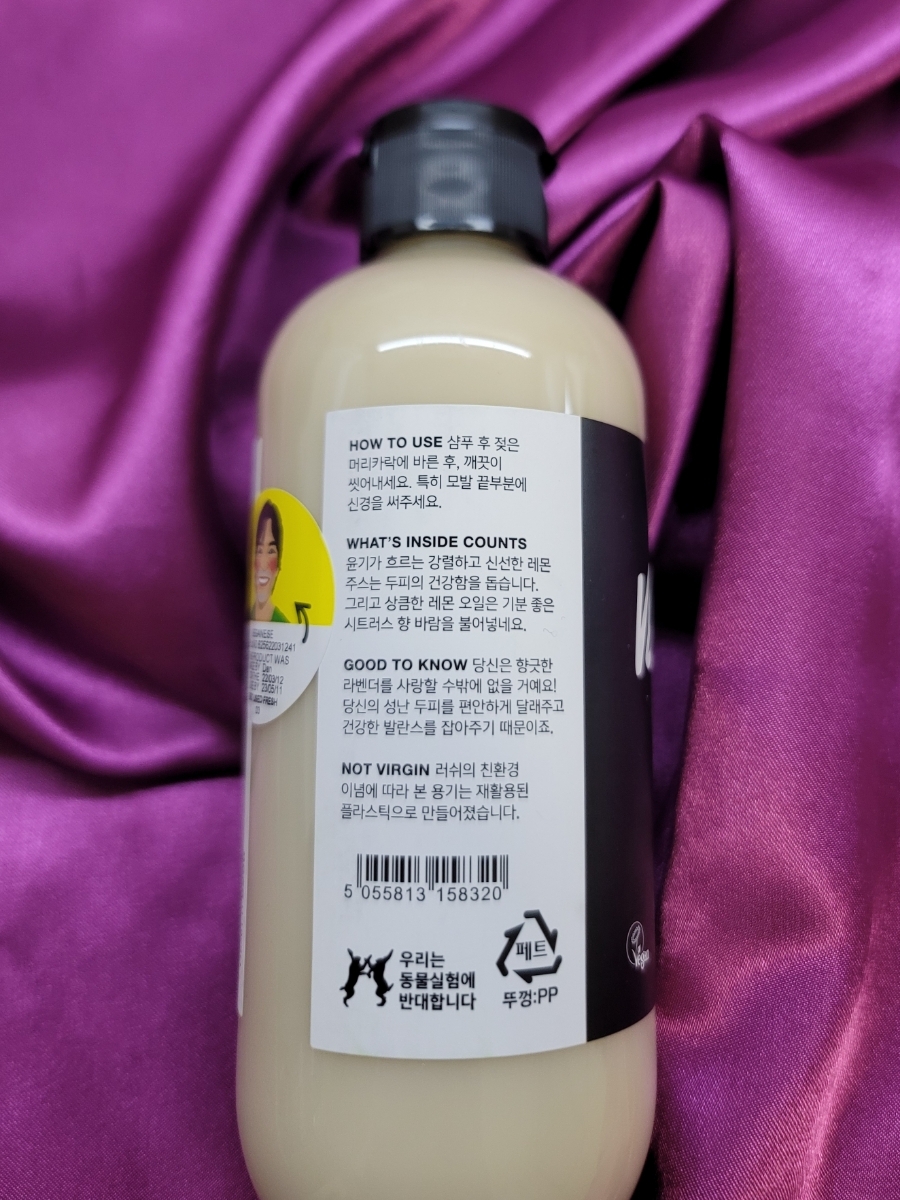 HOW TO USE 샴푸 후 젖은
머리카락에 바른 후, 깨끗이
씻어내세요. 특히 모발 끝부분에
신경을 써주세요.
WHAT'S INSIDE COUNTS
윤기가 흐르는 강렬하고 신선한 레몬
주스는 두피의 건강함을 돕습니다.
그리고 상큼한 레몬 오일은 기분 좋은
시트러스 향 바람을 불어넣네요.
GOOD TO KNOW 당신은 향긋한
라벤더를 사랑할 수밖에 없을 거예요!
당신의 성난 두피를 편안하게 달래주고
건강한 발란스를 잡아주기 때문이죠.
NOT VIRGIN 러쉬의 친환경
이념에 따라 본 용기는 재활용된
플라스틱으로 만들어졌습니다.
5 055813 158320
우리는
동물실험에
반대합니다
페트
뚜껑:PP
PRODUCT WAS
Dan
22/03/12
23/05/11
vegan